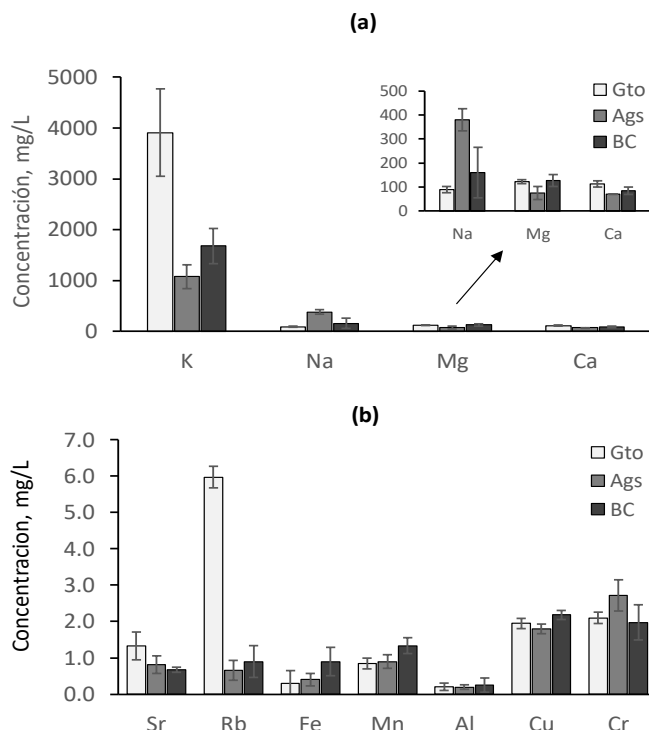 (a)
Concentración, mg/L
5000
4000
3000
2000
1000
0
K
Na
Mg
Ca
500
400
300
200
100
0
Na
Mg
Ca
Gto
Ags
BC
(b)
Concentracion, mg/L
7.0
6.0
5.0
4.0
3.0
2.0
1.0
0.0
Sr
Rb
Fe
Mn
Al
Cu
Cr
Gto
Ags
BC